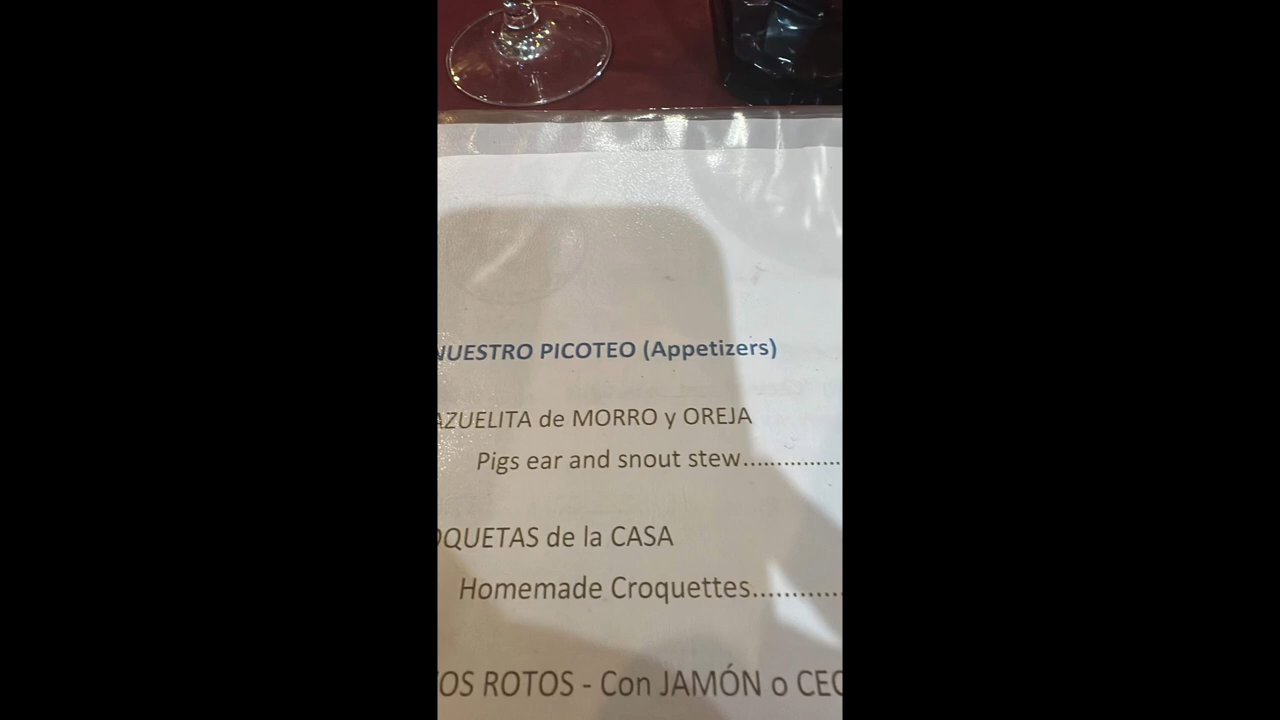 NUESTRO PICOTEO (Appetizers)
AZUELITA de MORRO y OREJA
Pigs ear and snout stew...............
OQUETAS de la CASA
Homemade Croquettes............
OS ROTOS - Con JAMÓN o CEC